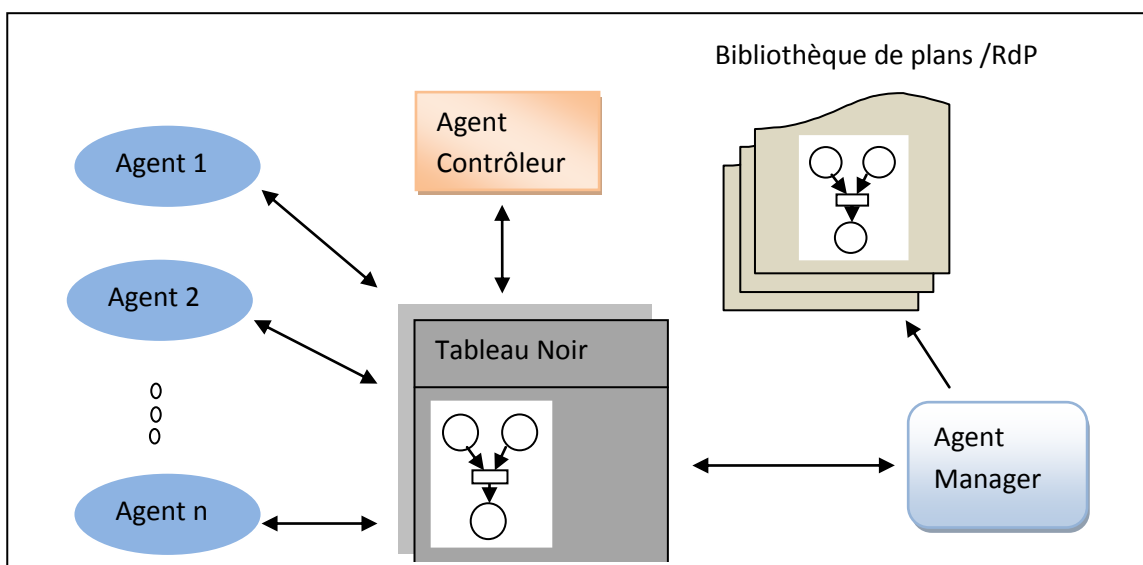 Bibliothèque de plans /RdP
Agent
Contrôleur
Agent 1
Agent 2
Tableau Noir
Agent
Manager
Agent n